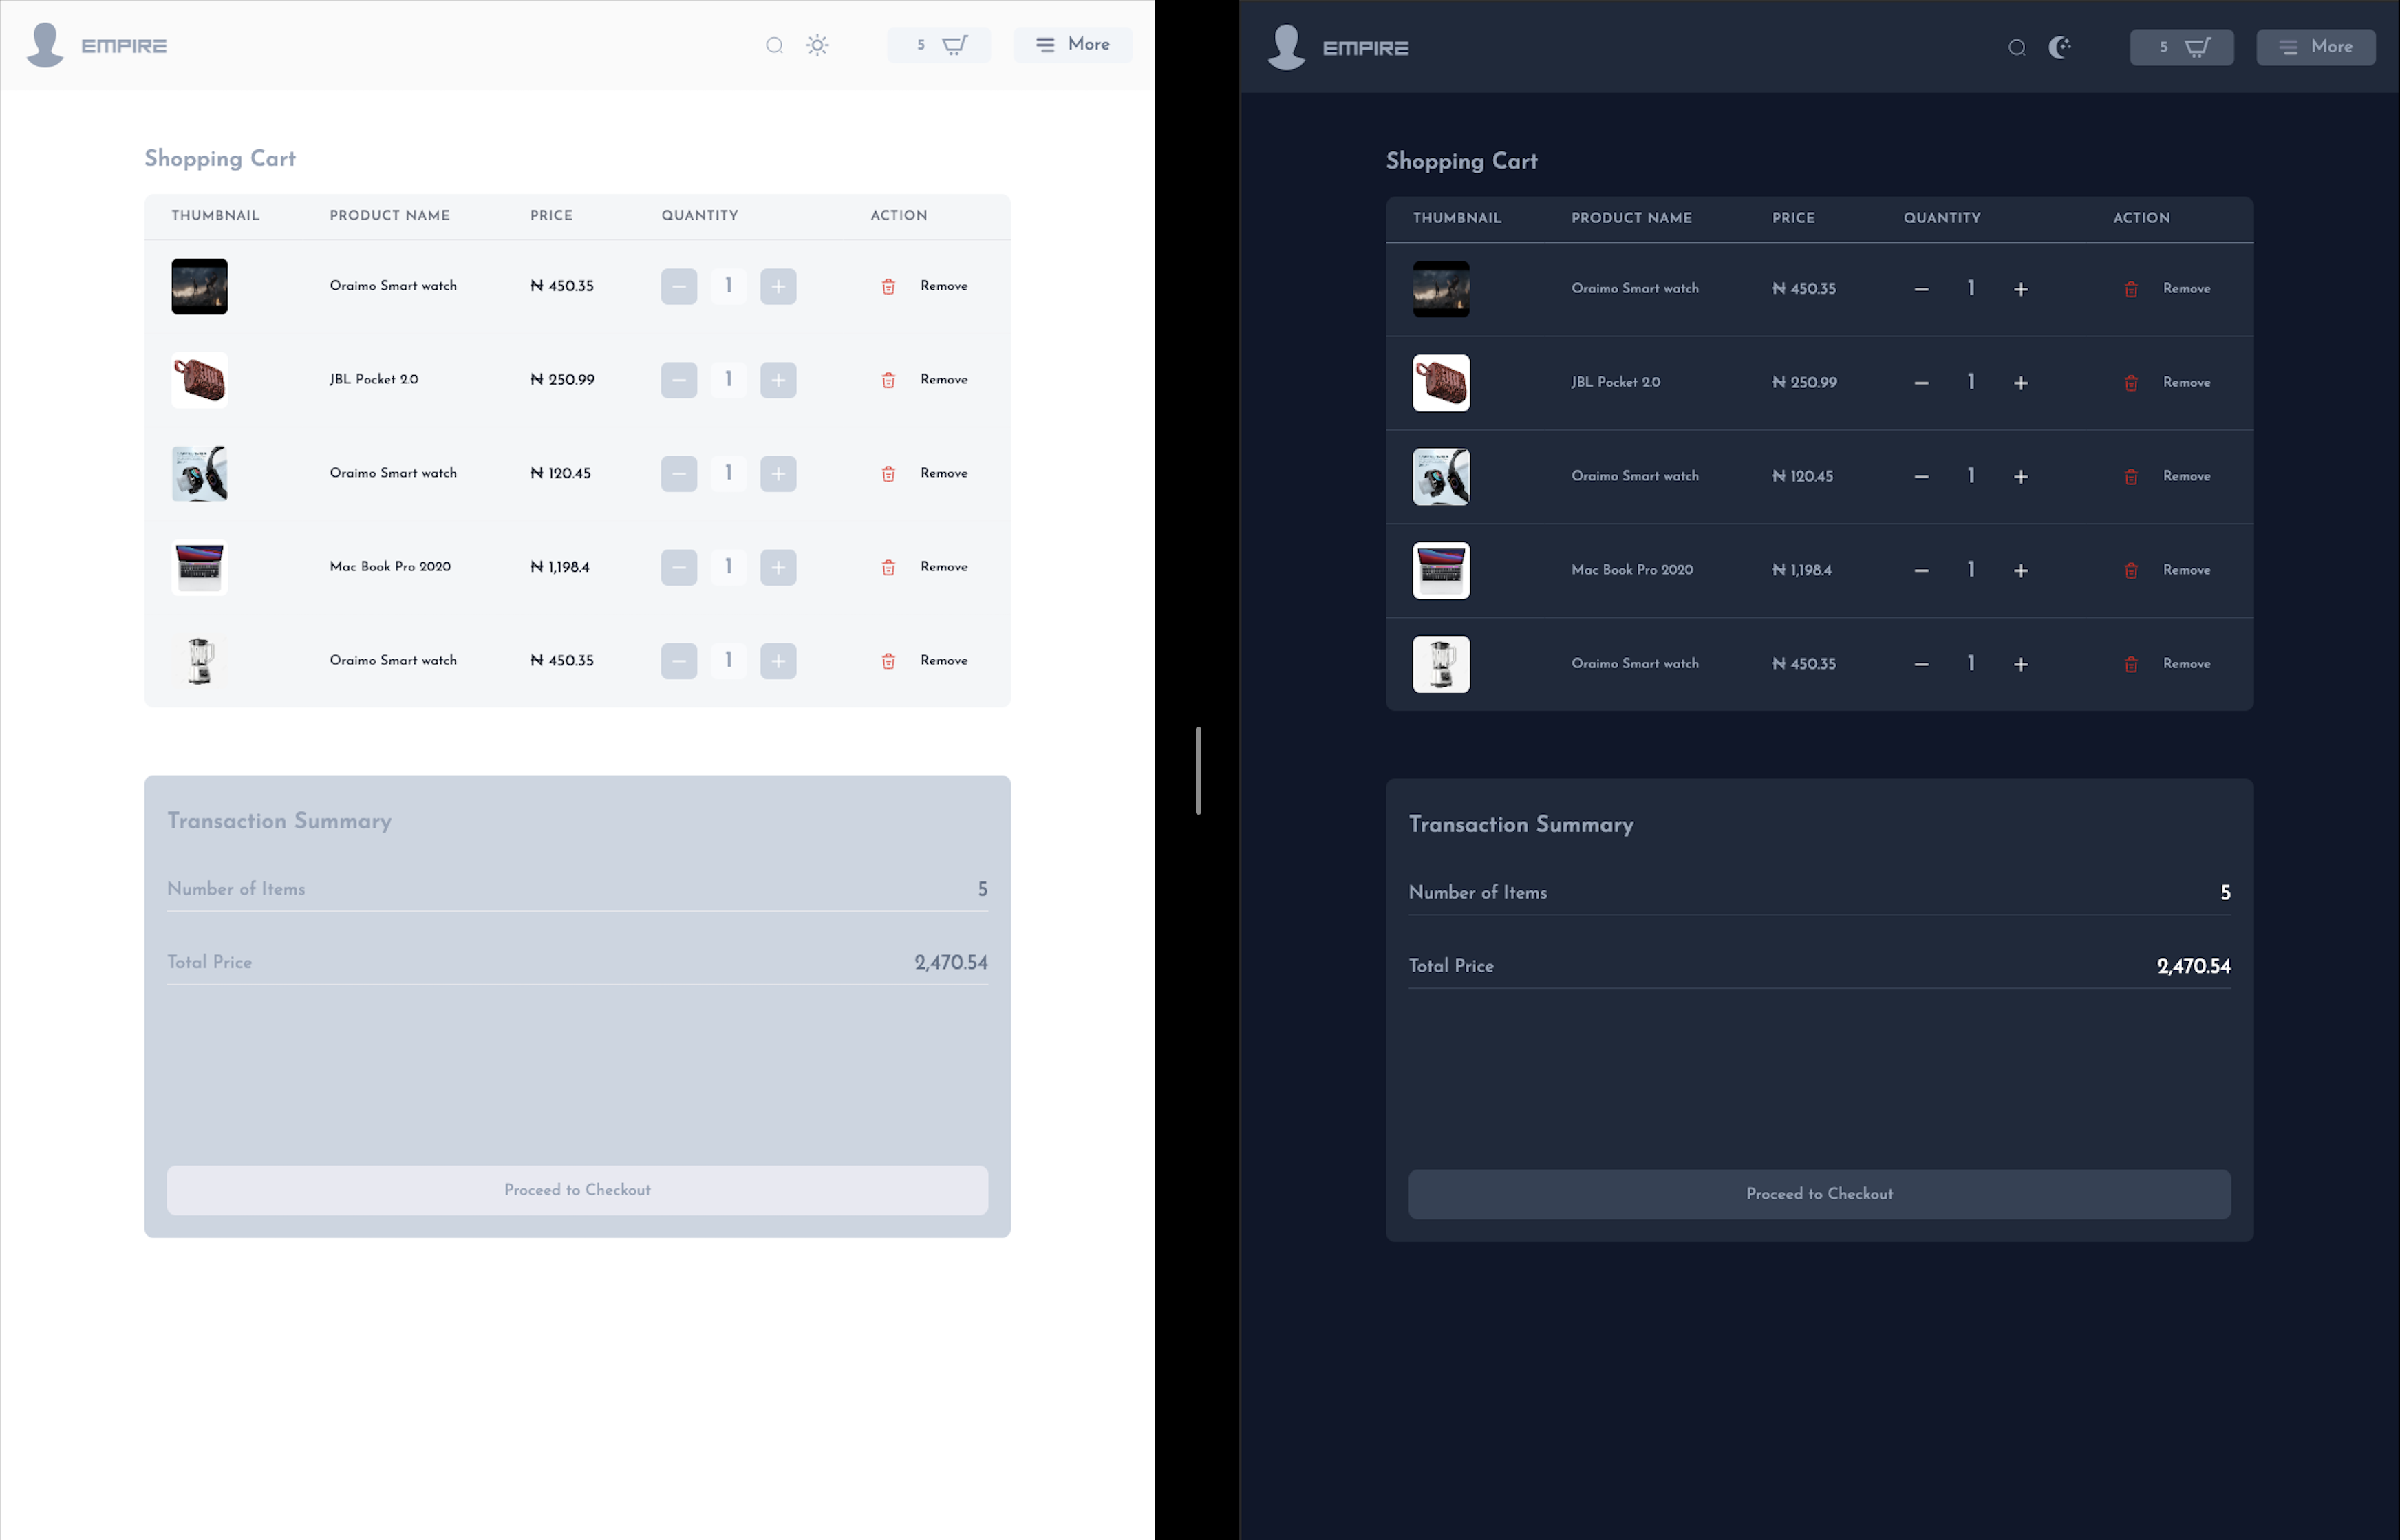 EMPIRE
5
More
Shopping Cart
THUMBNAIL PRODUCT NAME PRICE QUANTITY ACTION
Oraimo Smart watch ₦ 450.35 − 1 + Remove
JBL Pocket 2.0 ₦ 250.99 − 1 + Remove
Oraimo Smart watch ₦ 120.45 − 1 + Remove
Mac Book Pro 2020 ₦ 1,198.4 − 1 + Remove
Oraimo Smart watch ₦ 450.35 − 1 + Remove
Transaction Summary
Number of Items 5
Total Price 2,470.54
Proceed to Checkout
EMPIRE
5
More
Shopping Cart
THUMBNAIL PRODUCT NAME PRICE QUANTITY ACTION
Oraimo Smart watch ₦ 450.35 − 1 + Remove
JBL Pocket 2.0 ₦ 250.99 − 1 + Remove
Oraimo Smart watch ₦ 120.45 − 1 + Remove
Mac Book Pro 2020 ₦ 1,198.4 − 1 + Remove
Oraimo Smart watch ₦ 450.35 − 1 + Remove
Transaction Summary
Number of Items 5
Total Price 2,470.54
Proceed to Checkout